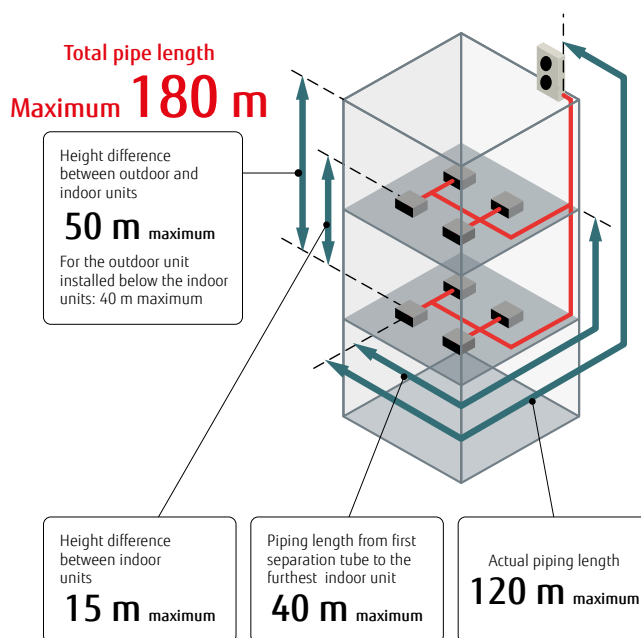 Total pipe length
Maximum 180 m
Height difference
between outdoor and
indoor units
50 m maximum
For the outdoor unit
installed below the indoor
units: 40 m maximum
Height difference
between indoor
units
15 m maximum
Piping length from first
separation tube to the
furthest indoor unit
40 m maximum
Actual piping length
120 m maximum